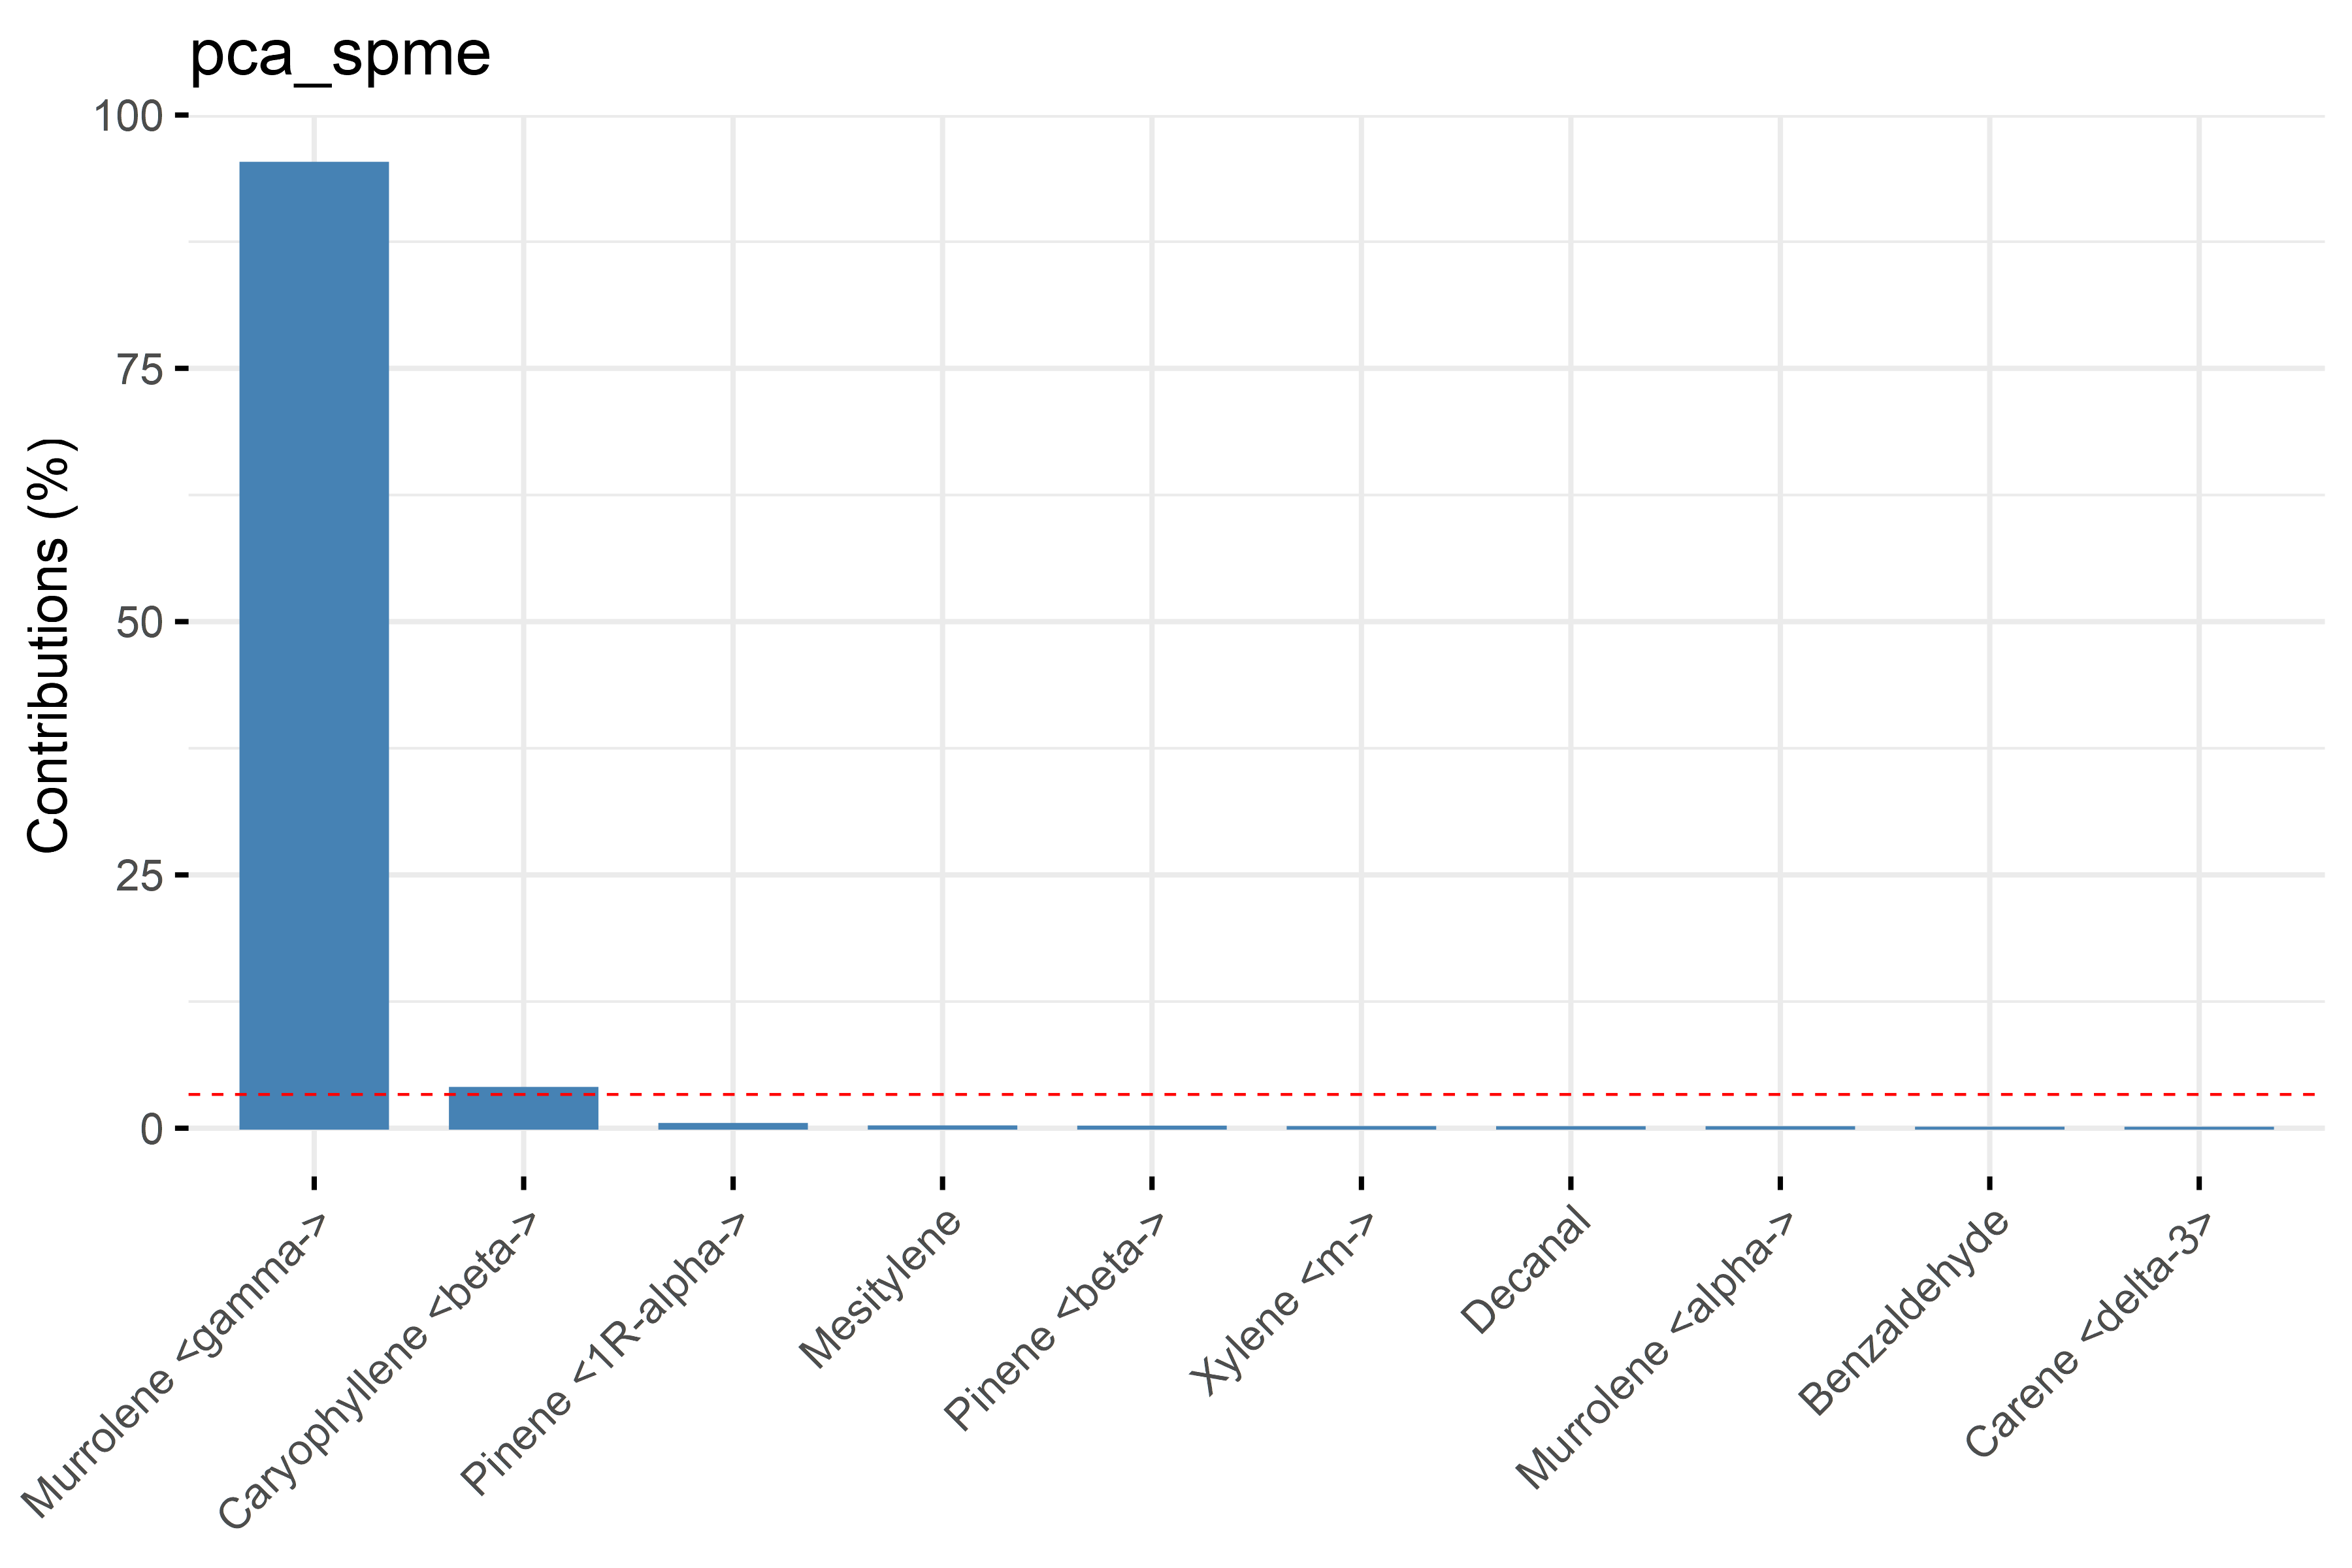 pca_spme
Contributions (%)
100
75
50
25
0
Murrolene <gamma->
Caryophyllene <beta->
Pinene <1R-alpha->
Mesitylene
Pinene <beta->
Xylene <m->
Decanal
Murrolene <alpha->
Benzaldehyde
Carene <delta-3>